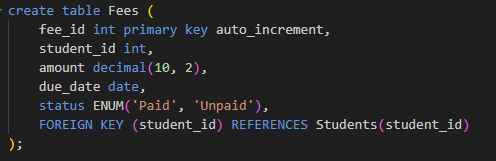 create table Fees (
    fee_id int primary key auto_increment,
    student_id int,
    amount decimal(10, 2),
    due_date date,
    status ENUM('Paid', 'Unpaid'),
    FOREIGN KEY (student_id) REFERENCES Students(student_id)
);